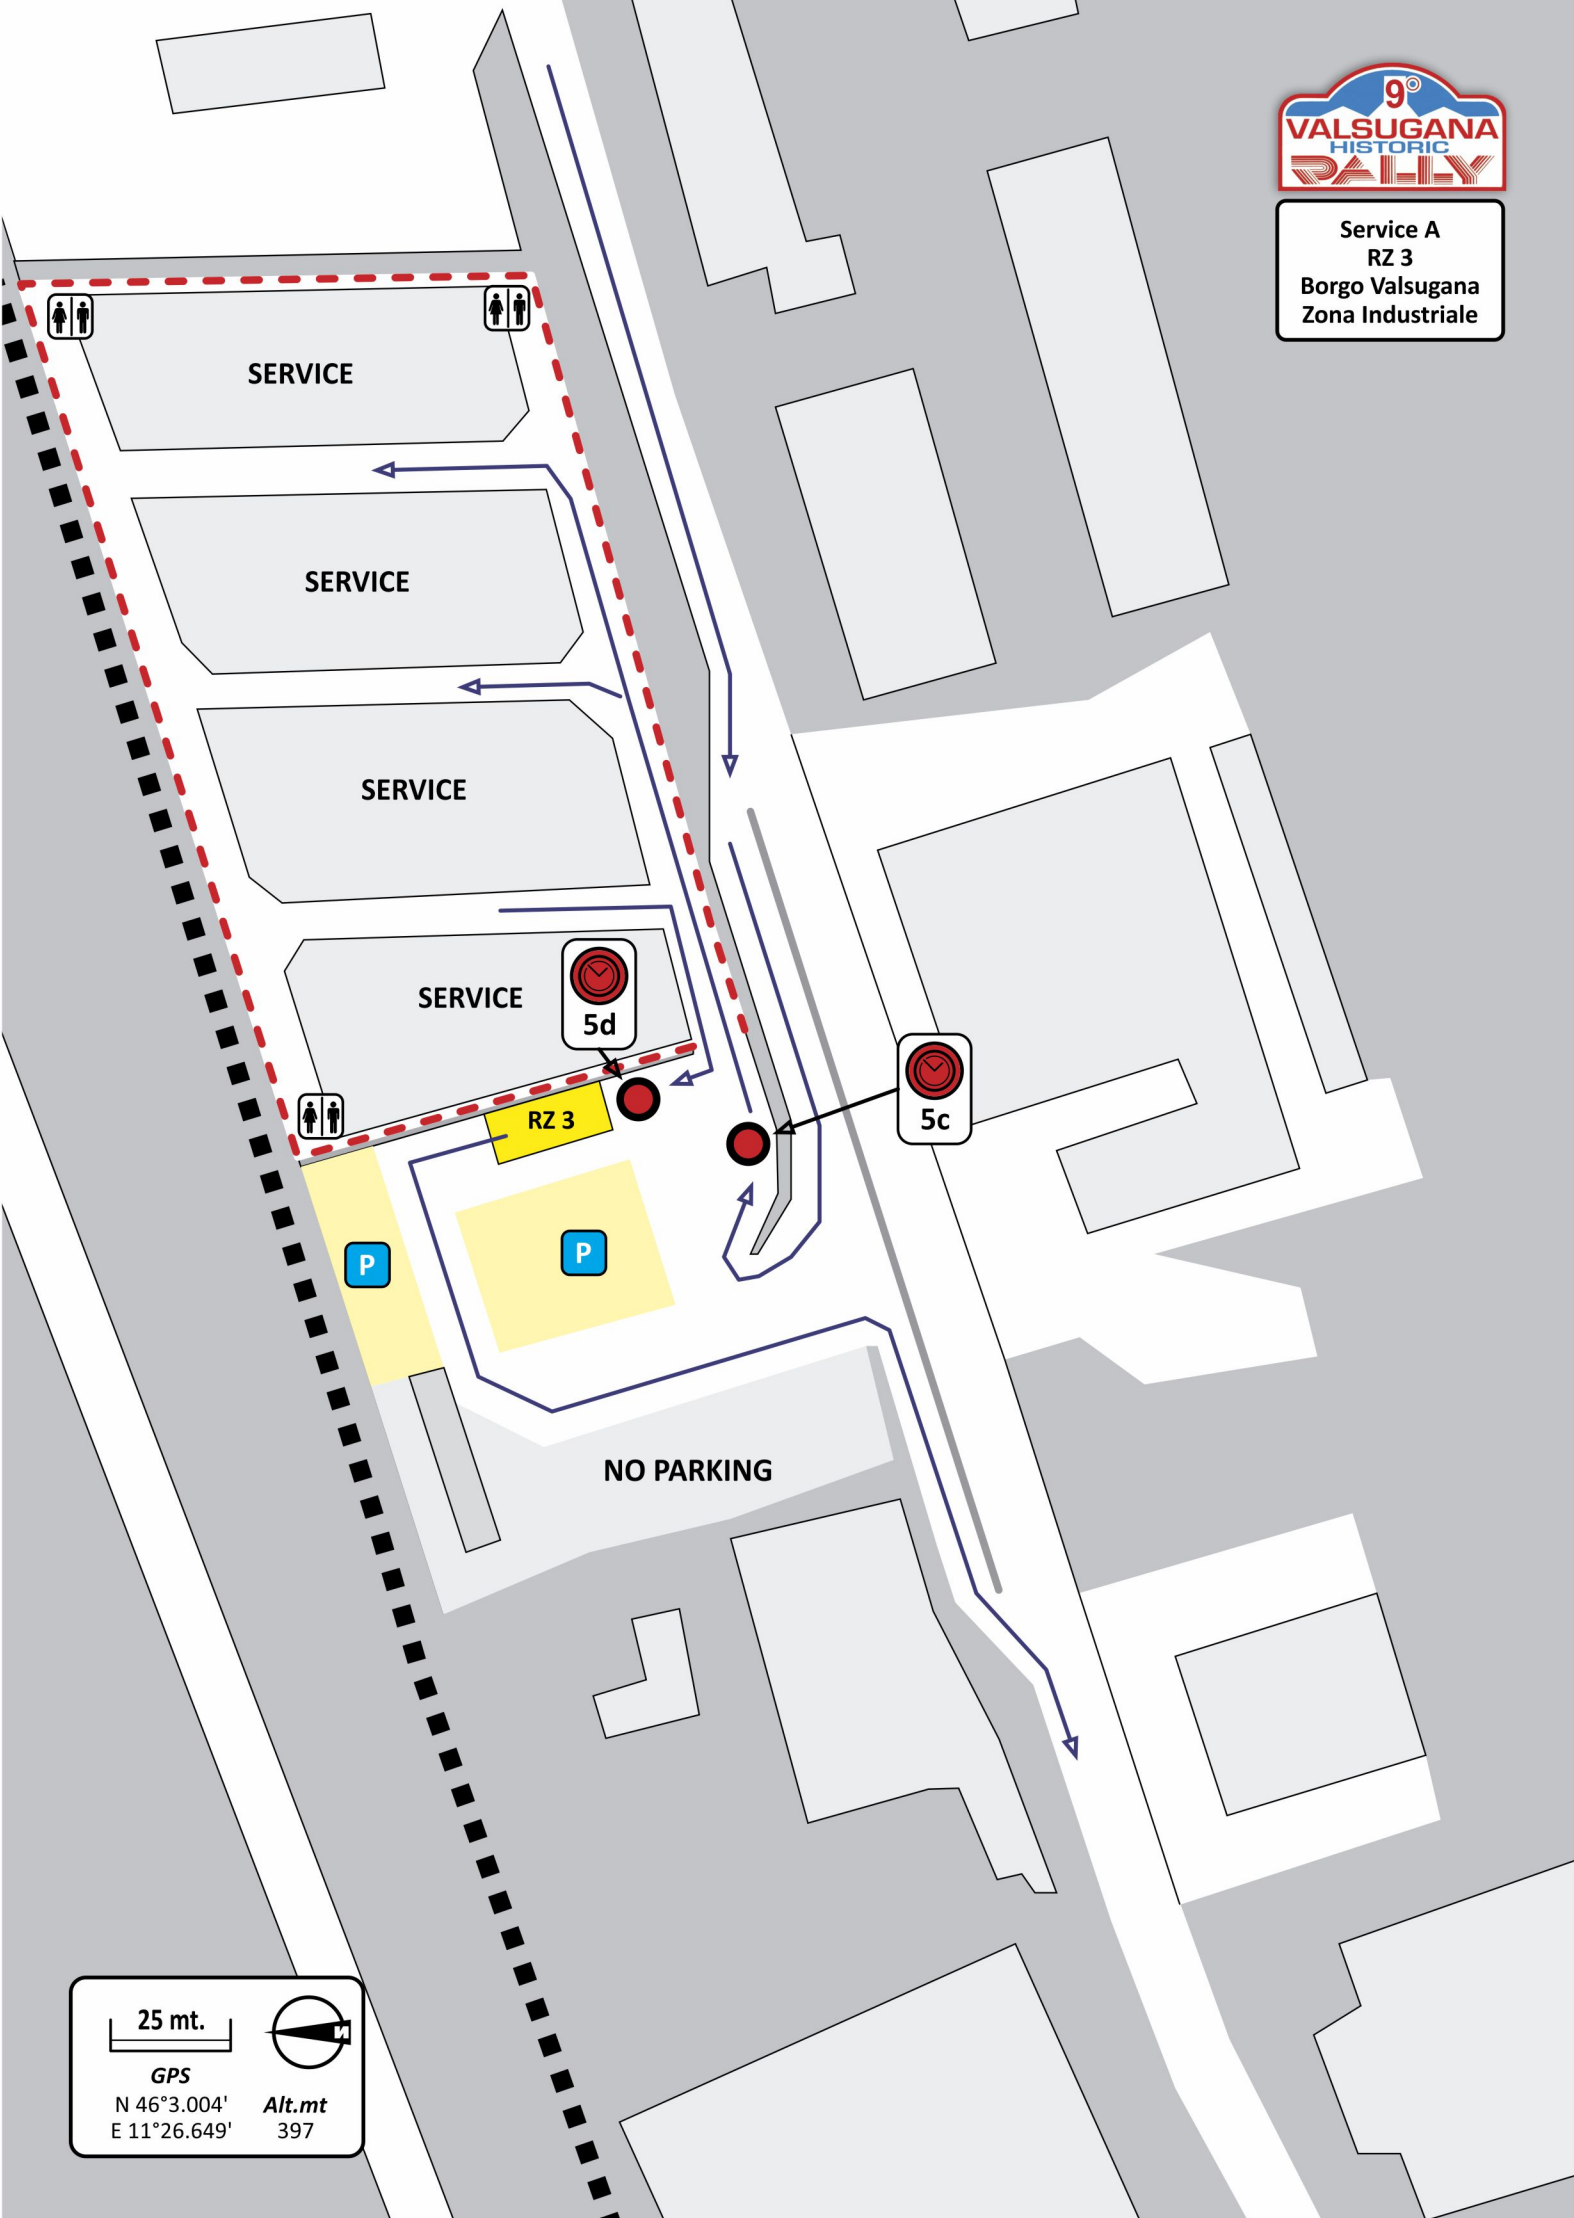 9°
VALSUGANA
HISTORIC
RALLY
Service A
RZ 3
Borgo Valsugana
Zona Industriale
SERVICE
SERVICE
SERVICE
SERVICE
5d
5c
RZ 3
P
P
NO PARKING
25 mt.
N
GPS
N 46°3.004'
E 11°26.649'
Alt.mt
397